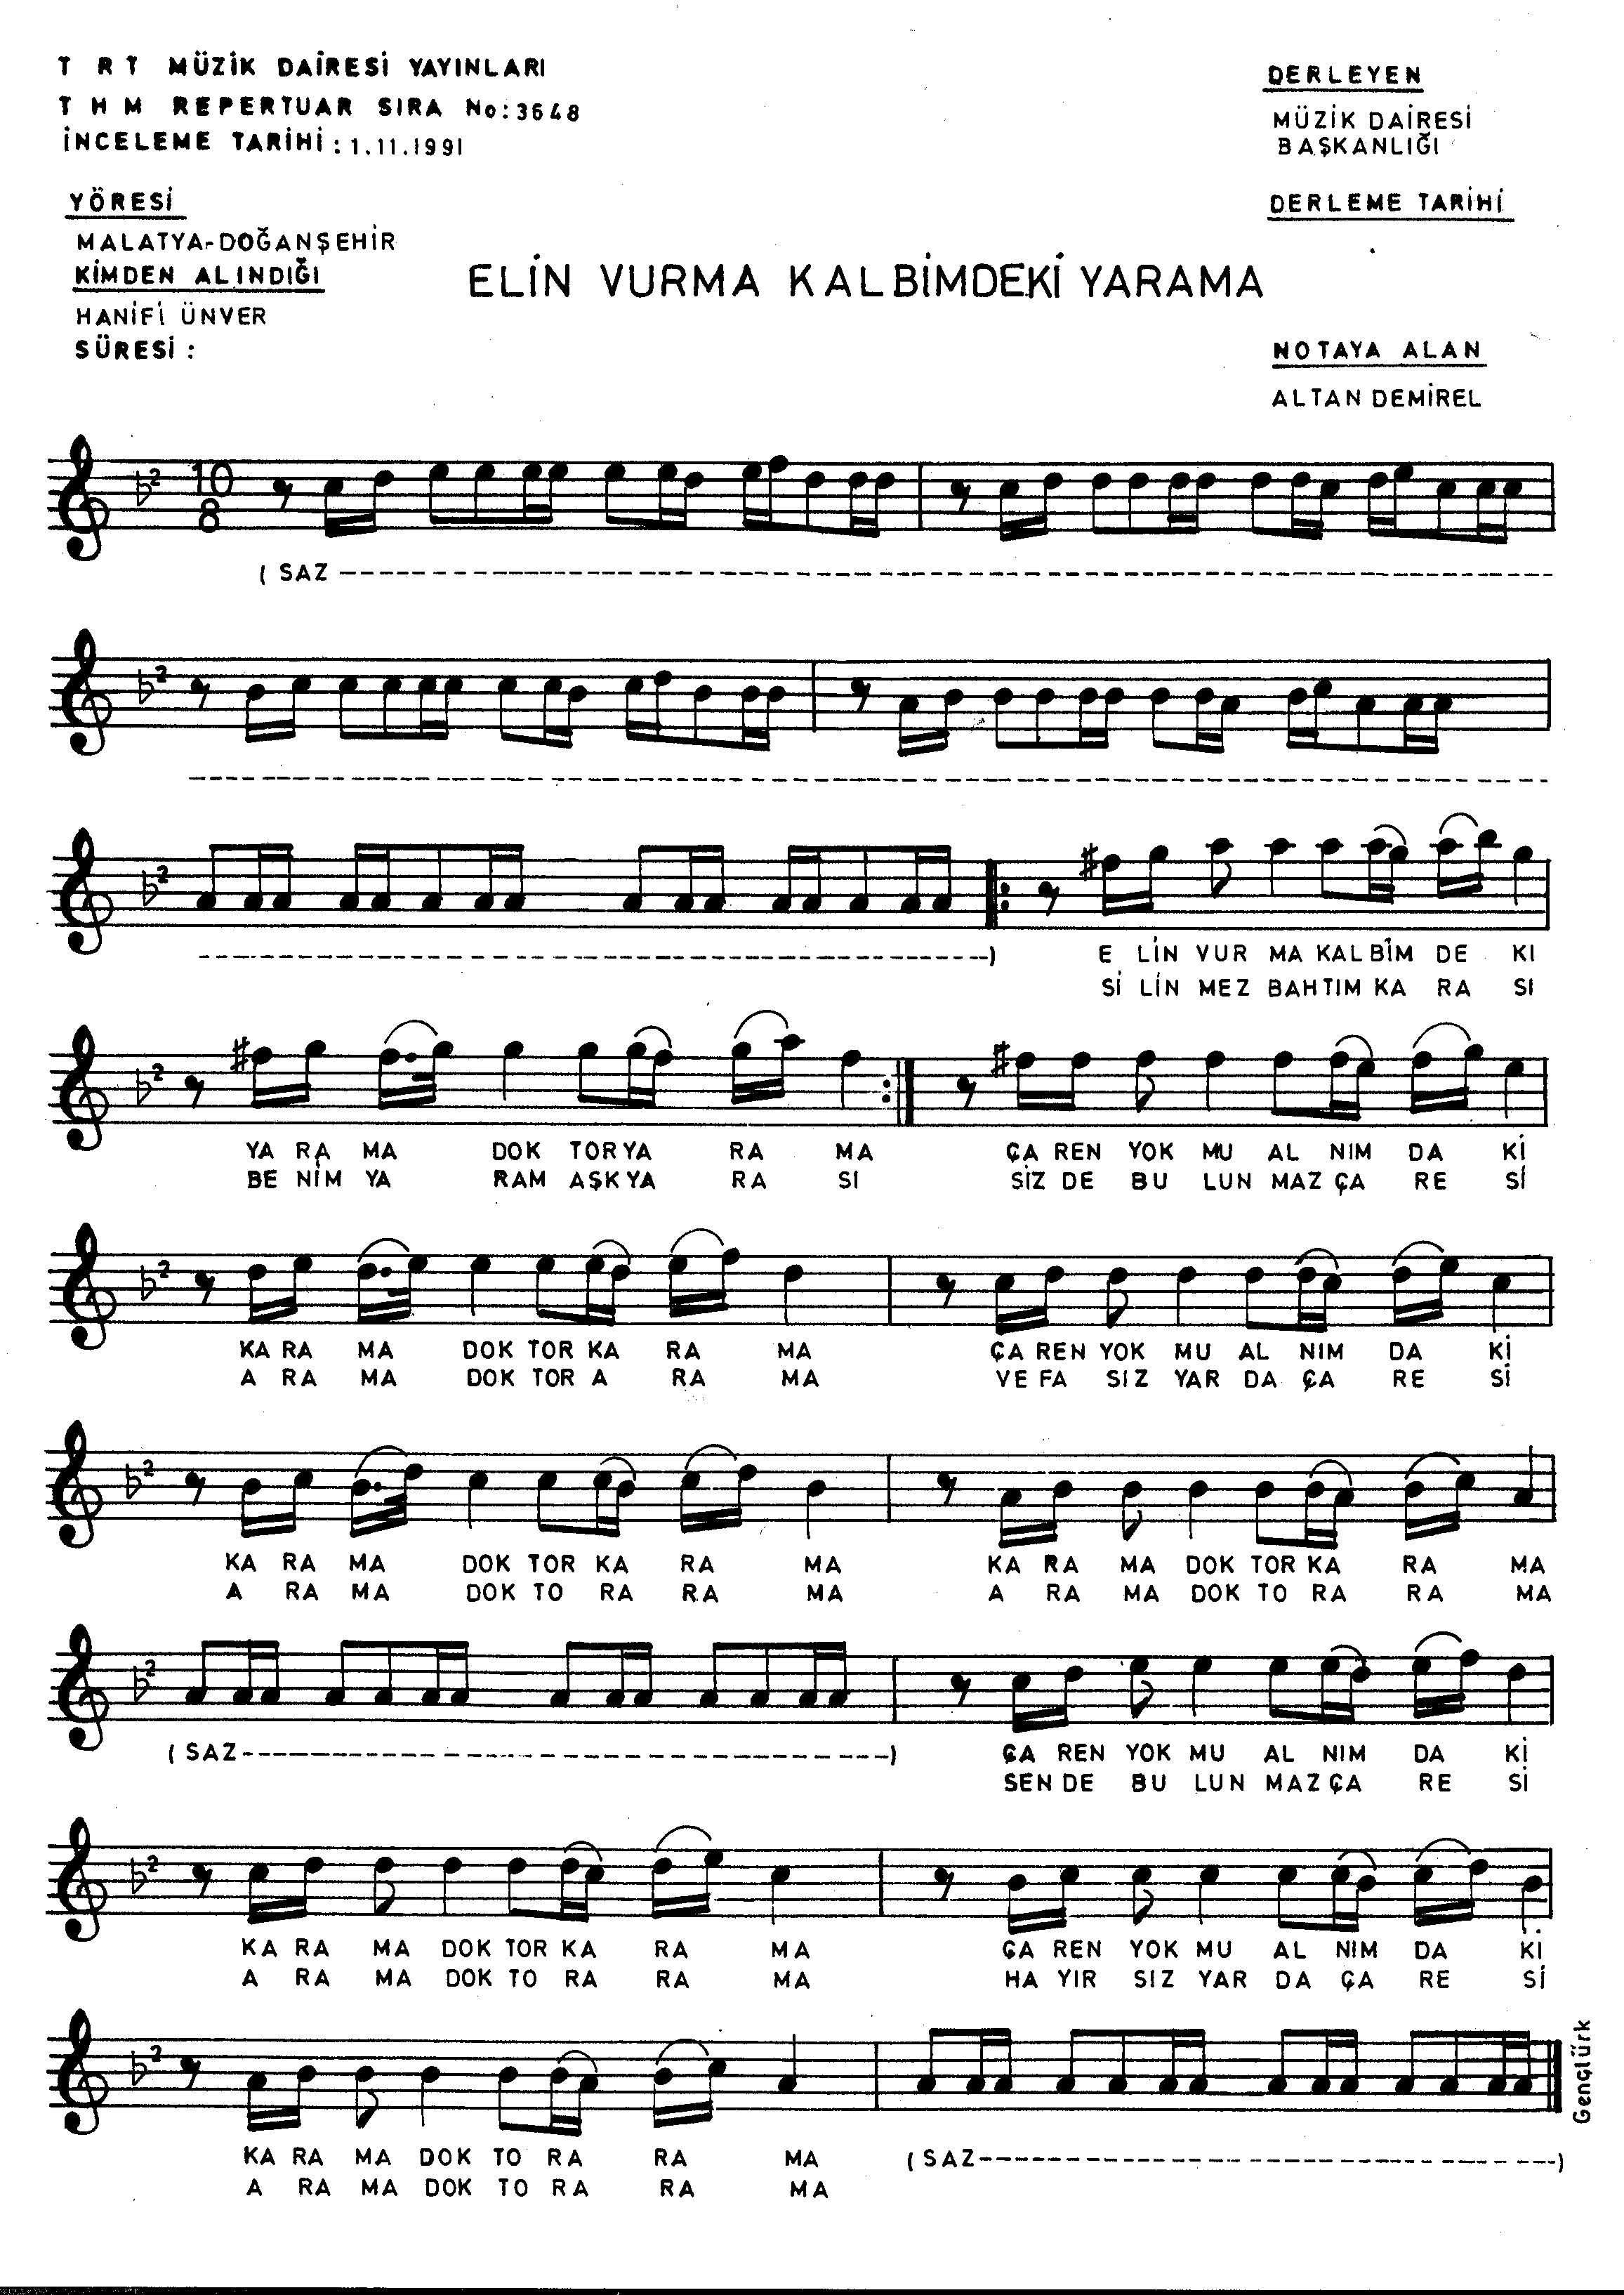 T R T MÜZİK DAİRESİ YAYINLARI
T H M REPERTUAR SIRA No: 3648
İNCELEME TARİHİ : 1.11.1991
DERLEYEN
MÜZİK DAİRESİ
BAŞKANLIĞI
YÖRESİ
MALATYA-DOĞANŞEHİR
DERLEME TARİHİ
KİMDEN ALINDIĞI
HANİFİ ÜNVER
SÜRESİ :
ELİN VURMA KALBİMDEKİ YARAMA
NOTAYA ALAN
ALTAN DEMİREL
10
8
( SAZ
)
E LİN VUR MA KAL BİM DE KI
Sİ LİN MEZ BAHTIM KA RA SI
YA RA MA DOK TOR YA RA MA ÇA REN YOK MU AL NIM DA Kİ
BE NİM YA RAM AŞK YA RA SI SİZ DE BU LUN MAZ ÇA RE Sİ
KA RA MA DOK TOR KA RA MA ÇA REN YOK MU AL NIM DA Kİ
A RA MA DOK TOR A RA MA VE FA SIZ YAR DA ÇA RE Sİ
KA RA MA DOK TOR KA RA MA KA RA MA DOK TOR KA RA MA
A RA MA DOK TO RA RA MA A RA MA DOK TO RA RA MA
( SAZ ) ÇA REN YOK MU AL NIM DA Kİ
SEN DE BU LUN MAZ ÇA RE Sİ
KA RA MA DOK TOR KA RA MA ÇA REN YOK MU AL NIM DA Kİ
A RA MA DOK TO RA RA MA HA YIR SIZ YAR DA ÇA RE Sİ
KA RA MA DOK TO RA RA MA ( SAZ )
A RA MA DOK TO RA RA MA
Gençtürk